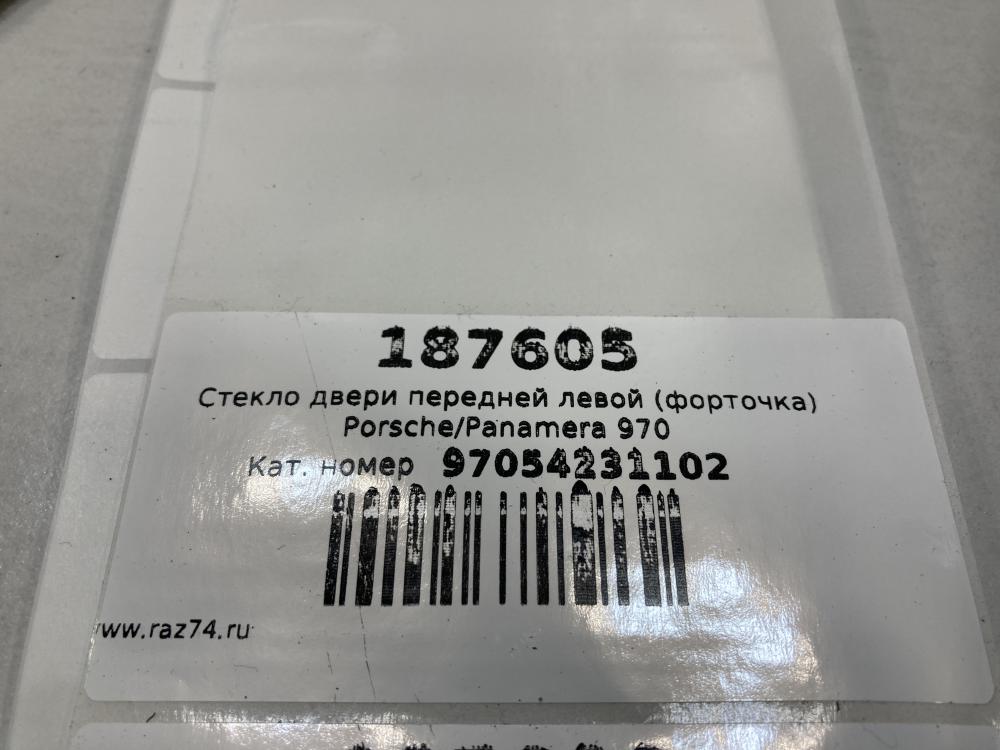 187605
Стекло двери передней левой (форточка)
Porsche/Panamera 970
Кат. номер 97054231102
www.raz74.ru